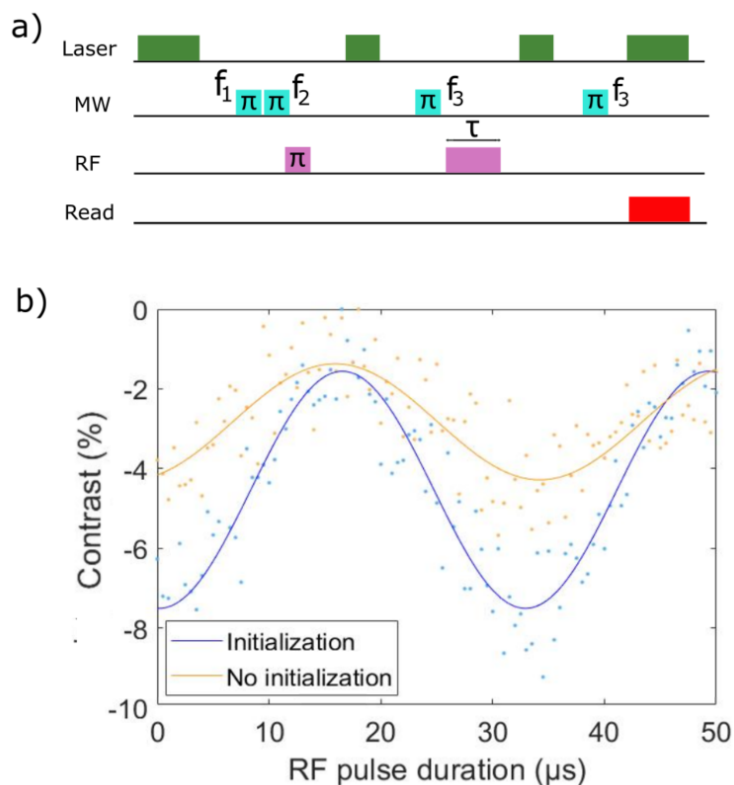 a)
Laser
MW f₁ π π f₂ π f₃ π f₃
RF π τ
Read
b)
Contrast (%)
0
-2
-4
-6
-8
-10
Initialization
No initialization
0 10 20 30 40 50
RF pulse duration (µs)